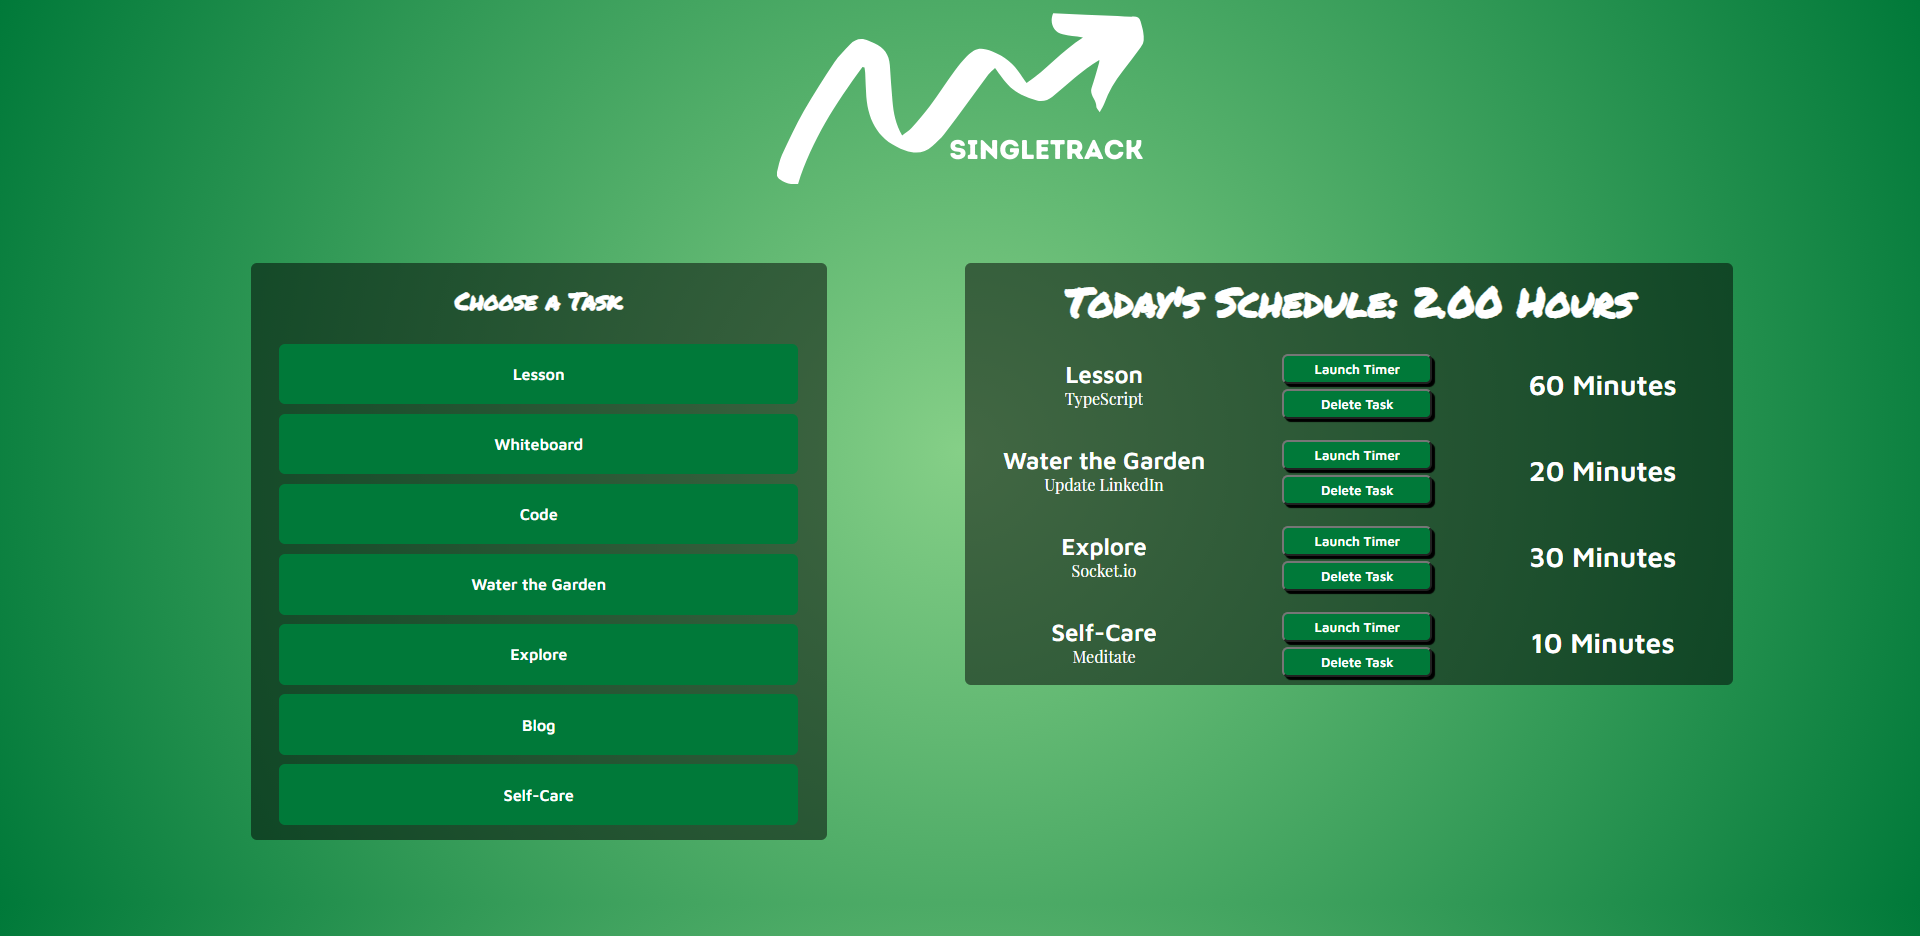 SINGLETRACK
Choose a Task
Lesson
Whiteboard
Code
Water the Garden
Explore
Blog
Self-Care
Today's Schedule: 2.00 Hours
Lesson
TypeScript
Launch Timer
Delete Task
60 Minutes
Water the Garden
Update LinkedIn
Launch Timer
Delete Task
20 Minutes
Explore
Socket.io
Launch Timer
Delete Task
30 Minutes
Self-Care
Meditate
Launch Timer
Delete Task
10 Minutes